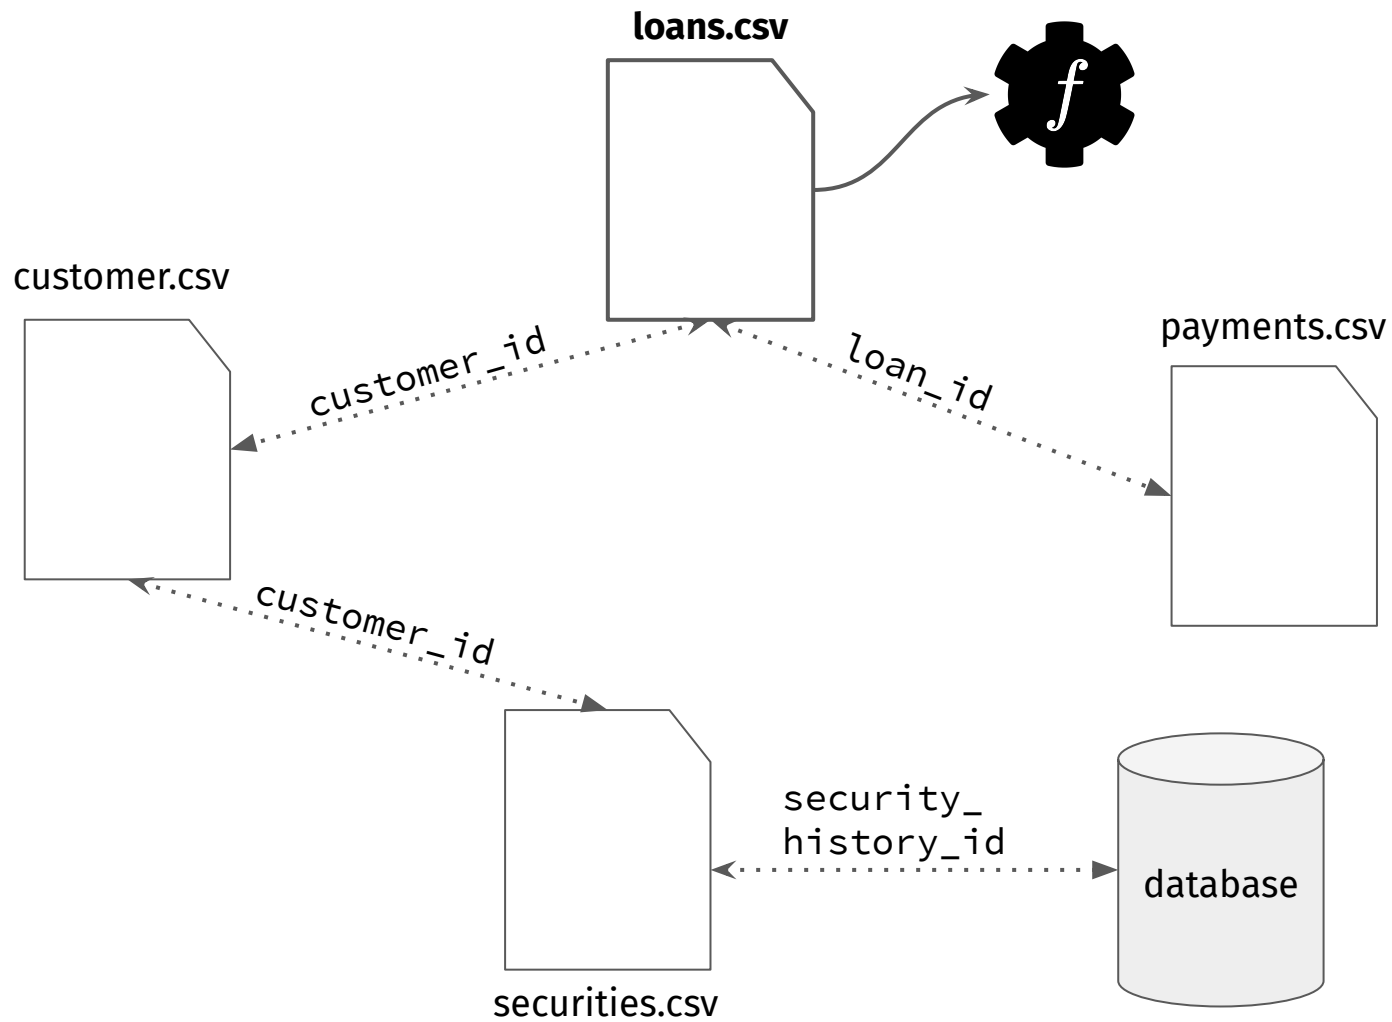 loans.csv
f
customer.csv
customer_id
loan_id
payments.csv
customer_id
security_
history_id
database
securities.csv